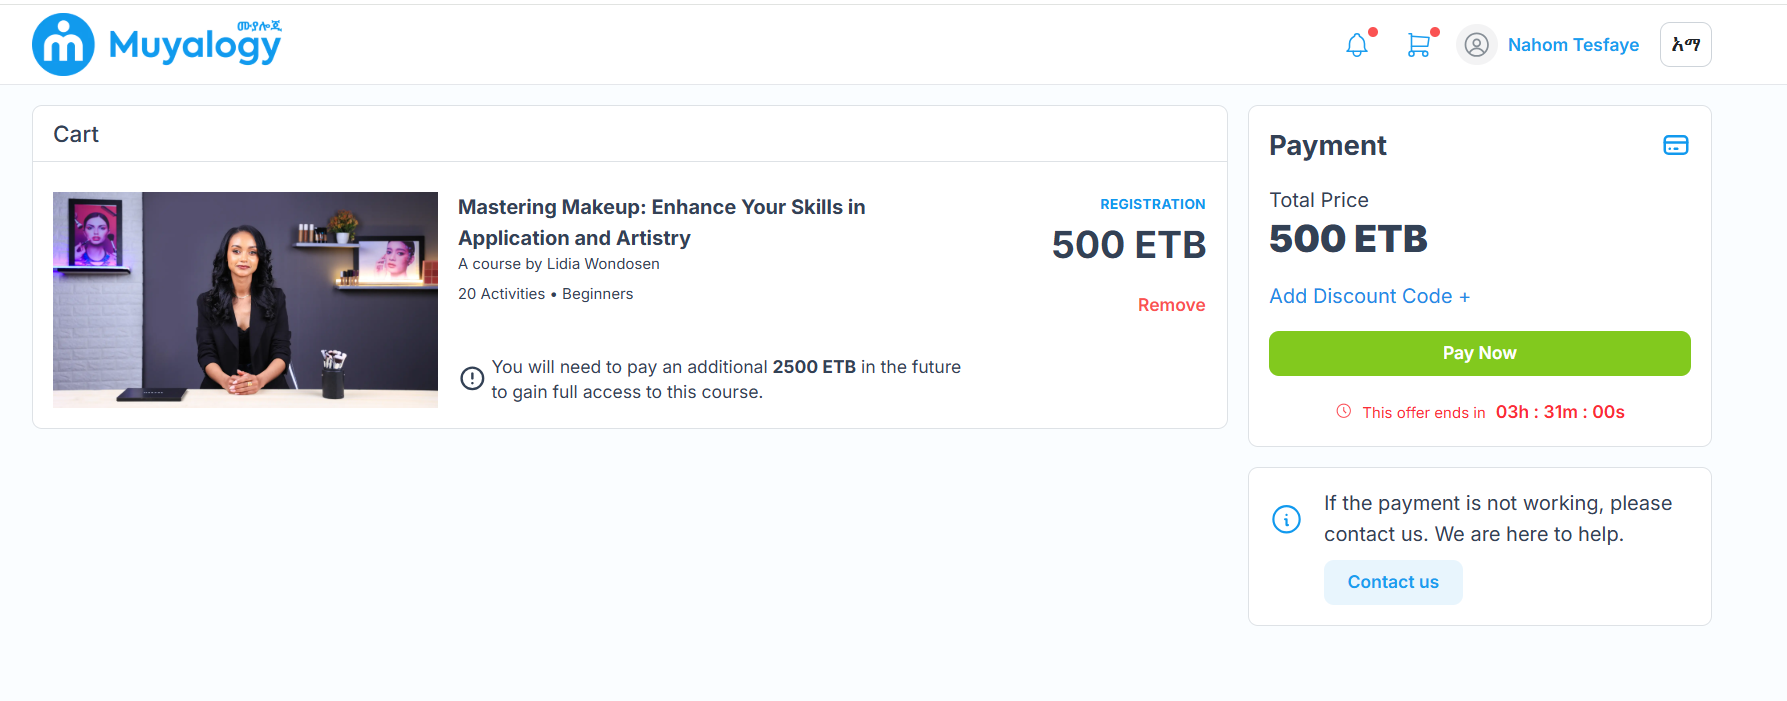 ሙያሎጂ
Muyalogy
Nahom Tesfaye
አማ
Cart
Mastering Makeup: Enhance Your Skills in
Application and Artistry
A course by Lidia Wondosen
20 Activities • Beginners
You will need to pay an additional 2500 ETB in the future
to gain full access to this course.
REGISTRATION
500 ETB
Remove
Payment
Total Price
500 ETB
Add Discount Code +
Pay Now
This offer ends in 03h : 31m : 00s
If the payment is not working, please
contact us. We are here to help.
Contact us